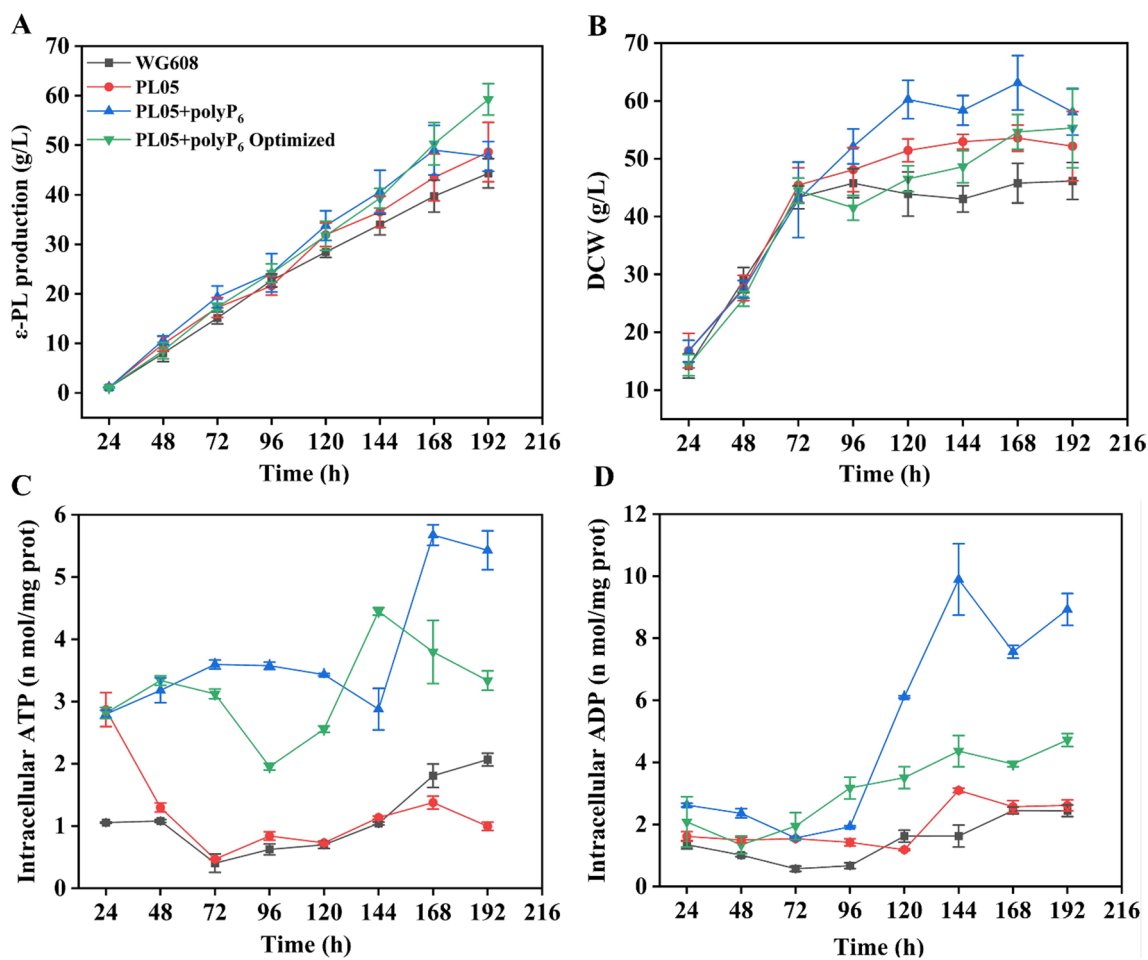 A
ε-PL production (g/L)
70
60
50
40
30
20
10
0
WG608
PL05
PL05+polyP₆
PL05+polyP₆ Optimized
24 48 72 96 120 144 168 192 216
Time (h)
B
DCW (g/L)
70
60
50
40
30
20
10
24 48 72 96 120 144 168 192 216
Time (h)
C
Intracellular ATP (n mol/mg prot)
6
5
4
3
2
1
0
24 48 72 96 120 144 168 192 216
Time (h)
D
Intracellular ADP (n mol/mg prot)
12
10
8
6
4
2
0
24 48 72 96 120 144 168 192 216
Time (h)